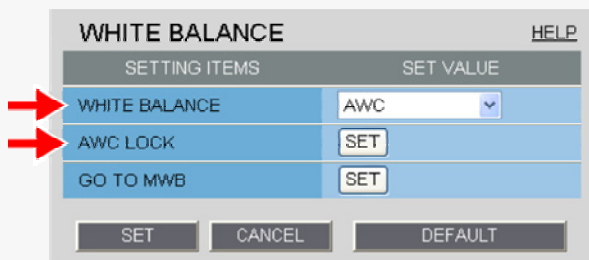 WHITE BALANCE HELP
SETTING ITEMS SET VALUE
WHITE BALANCE AWC
AWC LOCK SET
GO TO MWB SET
SET CANCEL DEFAULT